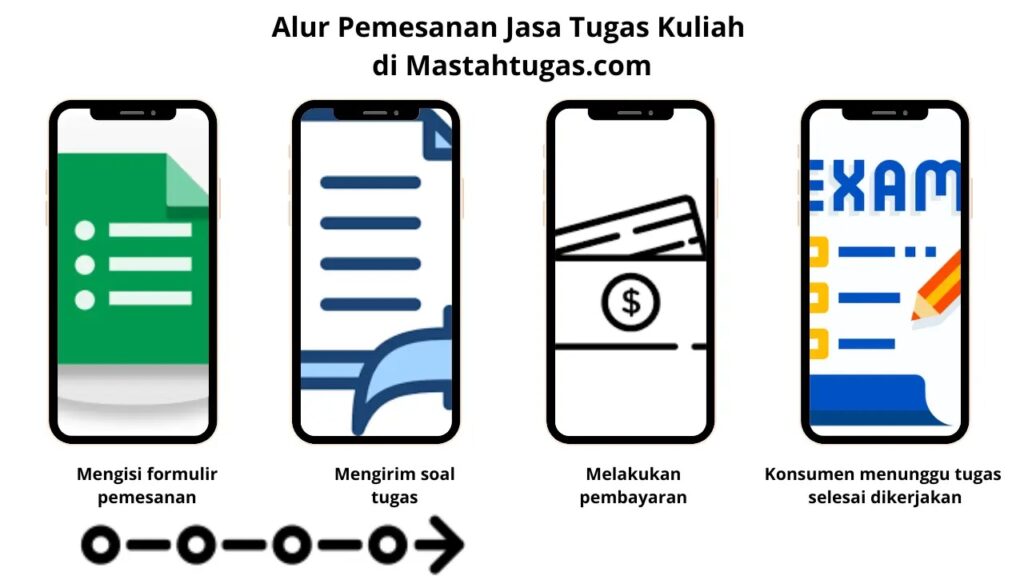 Alur Pemesanan Jasa Tugas Kuliah
di Mastahtugas.com
$
EXAM
Mengisi formulir
pemesanan
Mengirim soal
tugas
Melakukan
pembayaran
Konsumen menunggu tugas
selesai dikerjakan